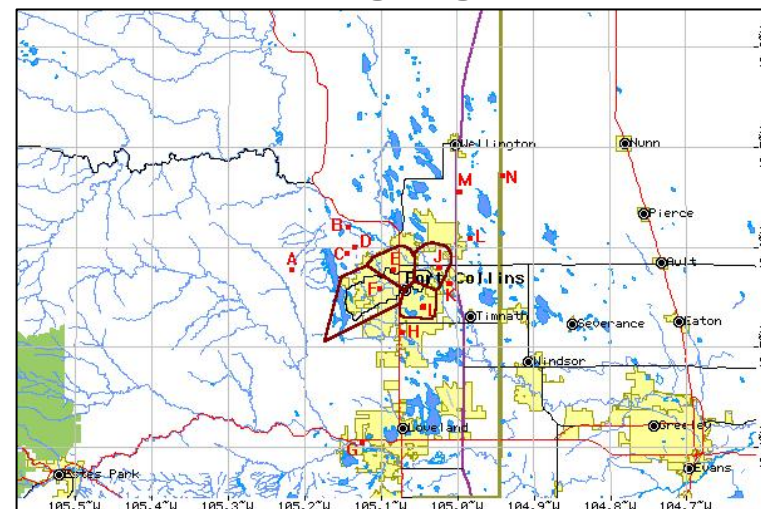 Wellington
Nunn
M
N
Pierce
B
L
D
C
Ault
A
E
J
Fort Collins
F
K
I
Timnath
Severance
Eaton
H
Windsor
Loveland
Greeley
G
Estes Park
Evans
105.5°W 105.4°W 105.3°W 105.2°W 105.1°W 105.0°W 104.9°W 104.8°W 104.7°W